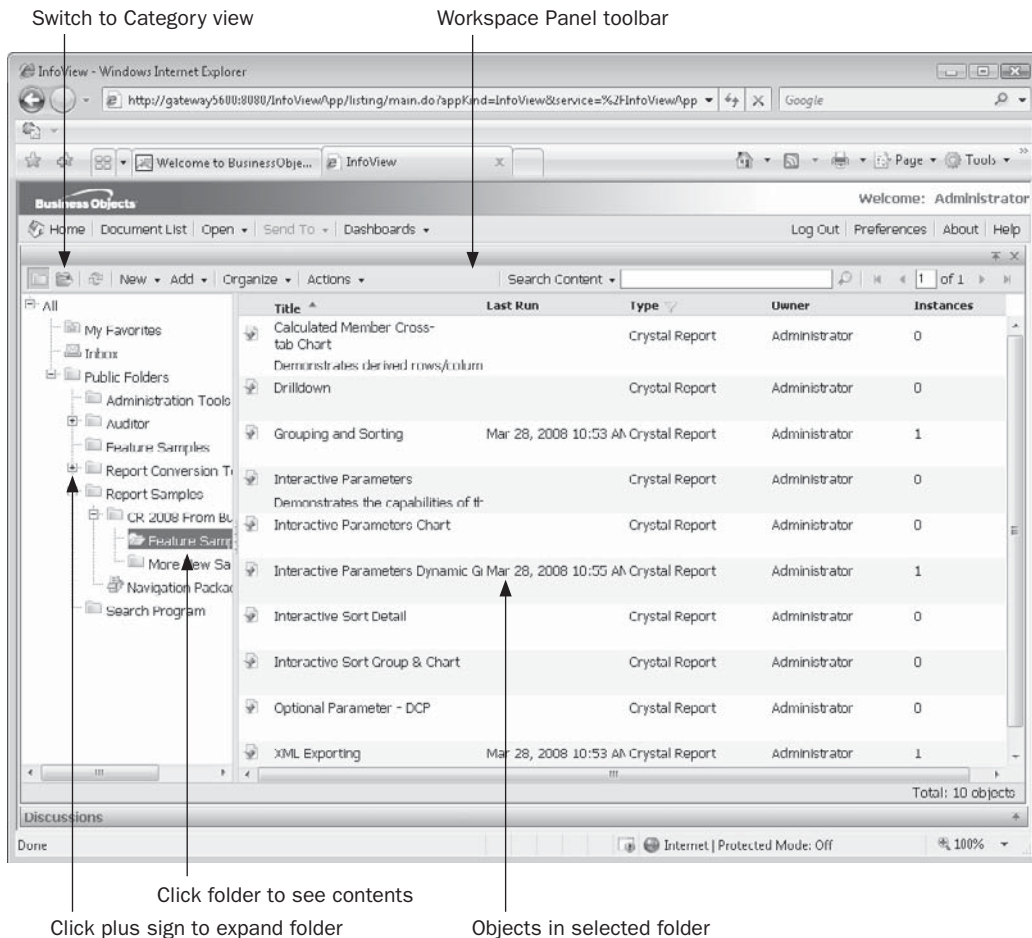 Switch to Category view
Workspace Panel toolbar
InfoView - Windows Internet Explorer
http://gateway5600:8080/InfoViewApp/listing/main.do?appKind=InfoView&service=%2FInfoViewApp
Google
Welcome to BusinessObje...
InfoView
Page
Tools
Business Objects
Welcome: Administrator
Home Document List Open Send To Dashboards
Log Out Preferences About Help
New Add Organize Actions
Search Content
1 of 1
All
My Favorites
Inbox
Public Folders
Administration Tools
Auditor
Feature Samples
Report Conversion T
Report Samples
CR 2008 From Bu
Feature Samp
More New Sa
Navigation Packag
Search Program
Title Last Run Type Owner Instances
Calculated Member Cross-
tab Chart Crystal Report Administrator 0
Demonstrates derived rows/colum
Drilldown Crystal Report Administrator 0
Grouping and Sorting Mar 28, 2008 10:53 AM Crystal Report Administrator 1
Interactive Parameters Crystal Report Administrator 0
Demonstrates the capabilities of th
Interactive Parameters Chart Crystal Report Administrator 0
Interactive Parameters Dynamic G Mar 28, 2008 10:55 AM Crystal Report Administrator 1
Interactive Sort Detail Crystal Report Administrator 0
Interactive Sort Group & Chart Crystal Report Administrator 0
Optional Parameter - DCP Crystal Report Administrator 0
XML Exporting Mar 28, 2008 10:53 AM Crystal Report Administrator 1
Total: 10 objects
Discussions
Done
Internet | Protected Mode: Off
100%
Click folder to see contents
Click plus sign to expand folder
Objects in selected folder